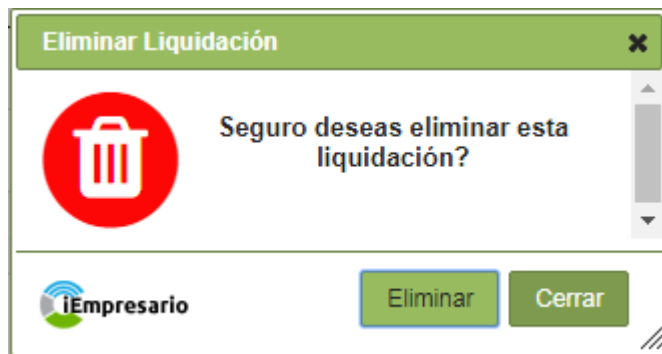 Eliminar Liquidación
Seguro deseas eliminar esta
liquidación?
iEmpresario
Eliminar
Cerrar